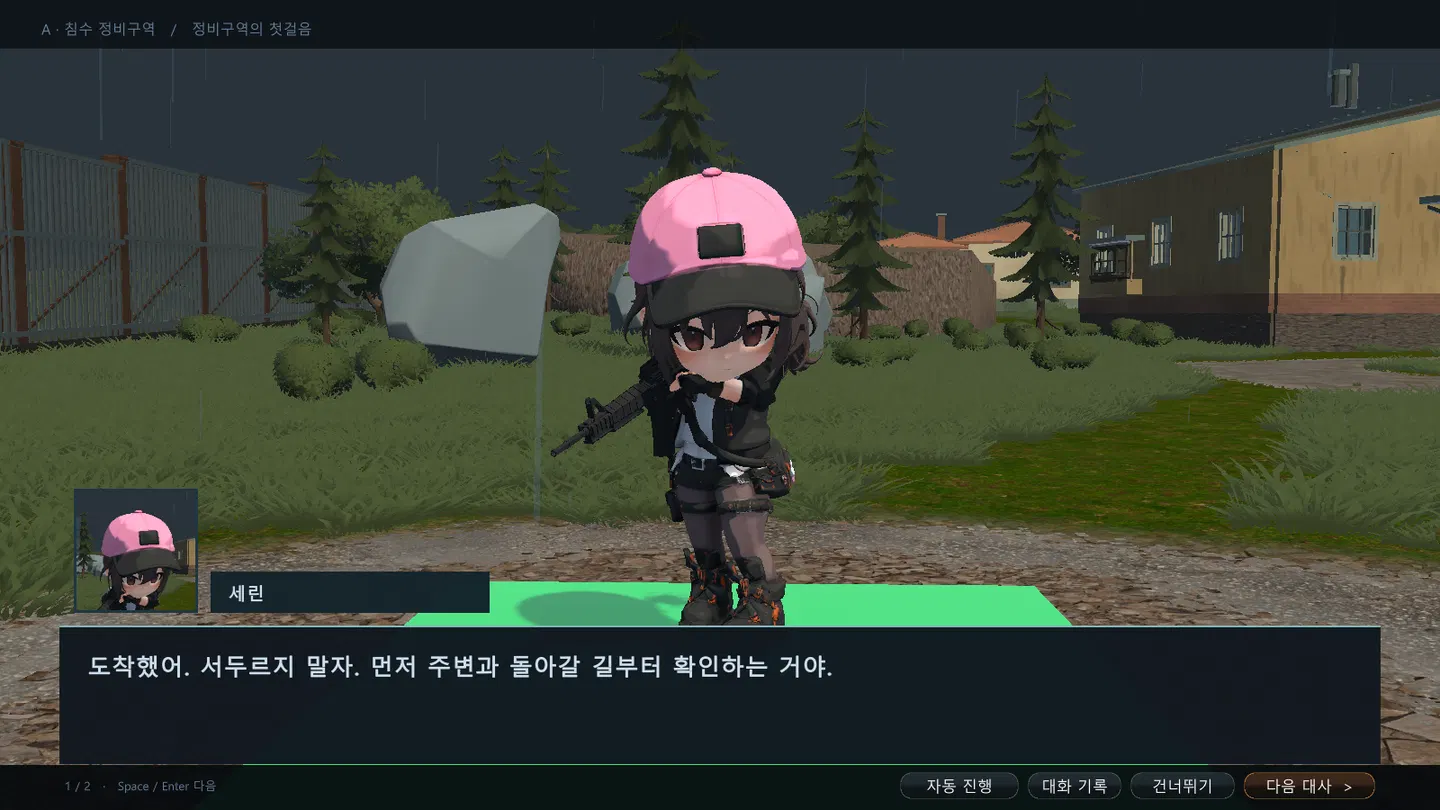 A · 침수 정비구역 / 정비구역의 첫걸음
세린
도착했어. 서두르지 말자. 먼저 주변과 돌아갈 길부터 확인하는 거야.
1 / 2 · Space / Enter 다음
자동 진행
대화 기록
건너뛰기
다음 대사 >